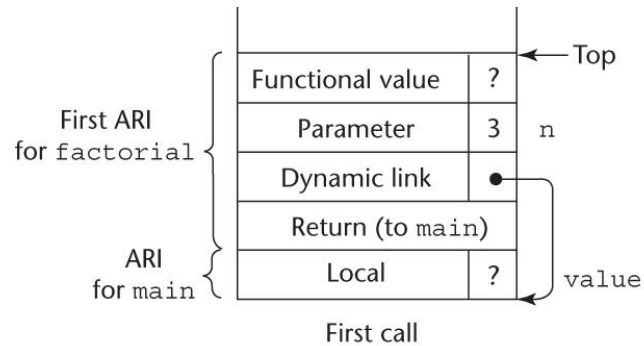 Top
Functional value ?
First ARI
for factorial
Parameter 3 n
Dynamic link
Return (to main)
ARI
for main
Local ? value
First call